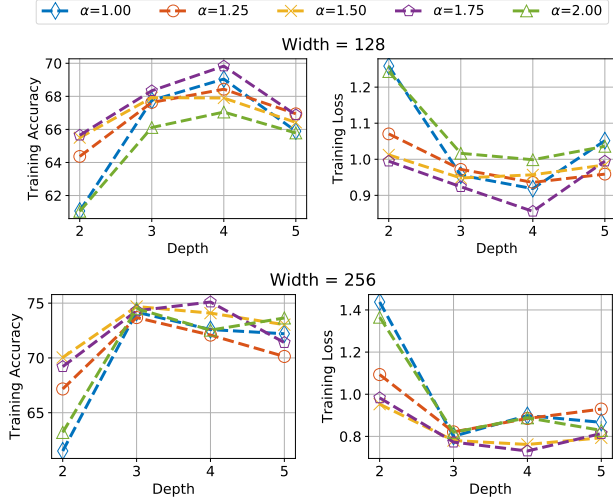 α=1.00 α=1.25 α=1.50 α=1.75 α=2.00
Width = 128
Training Accuracy
70
68
66
64
62
2 3 4 5
Depth
Training Loss
1.2
1.1
1.0
0.9
2 3 4 5
Depth
Width = 256
Training Accuracy
75
70
65
2 3 4 5
Depth
Training Loss
1.4
1.2
1.0
0.8
2 3 4 5
Depth